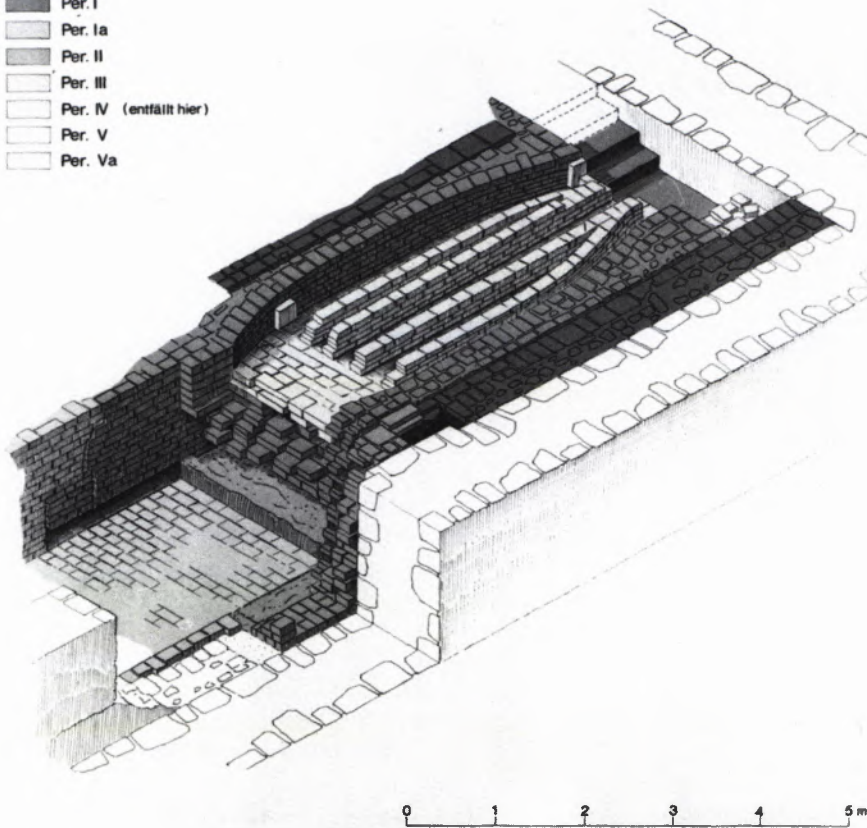 Per. I
Per. Ia
Per. II
Per. III
Per. IV (entfällt hier)
Per. V
Per. Va
0 1 2 3 4 5 m